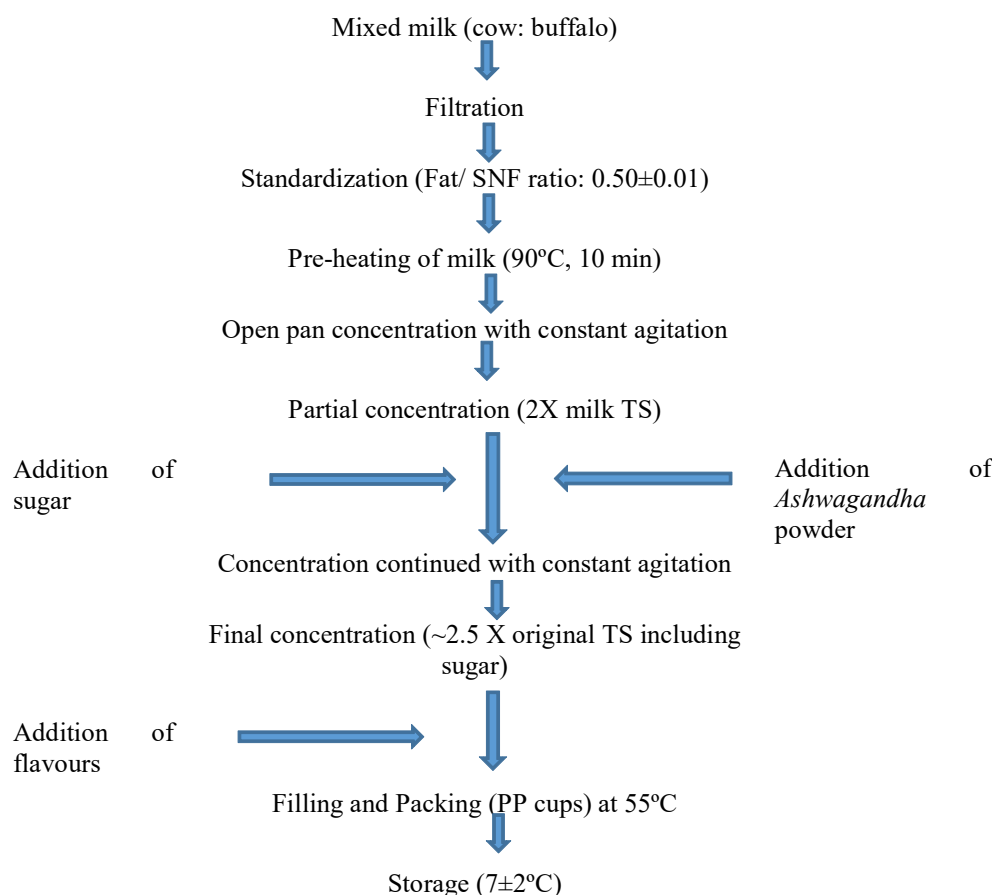 Mixed milk (cow: buffalo)
Filtration
Standardization (Fat/ SNF ratio: 0.50±0.01)
Pre-heating of milk (90ºC, 10 min)
Open pan concentration with constant agitation
Partial concentration (2X milk TS)
Addition of
sugar
Addition of
Ashwagandha
powder
Concentration continued with constant agitation
Final concentration (~2.5 X original TS including
sugar)
Addition of
flavours
Filling and Packing (PP cups) at 55ºC
Storage (7±2ºC)